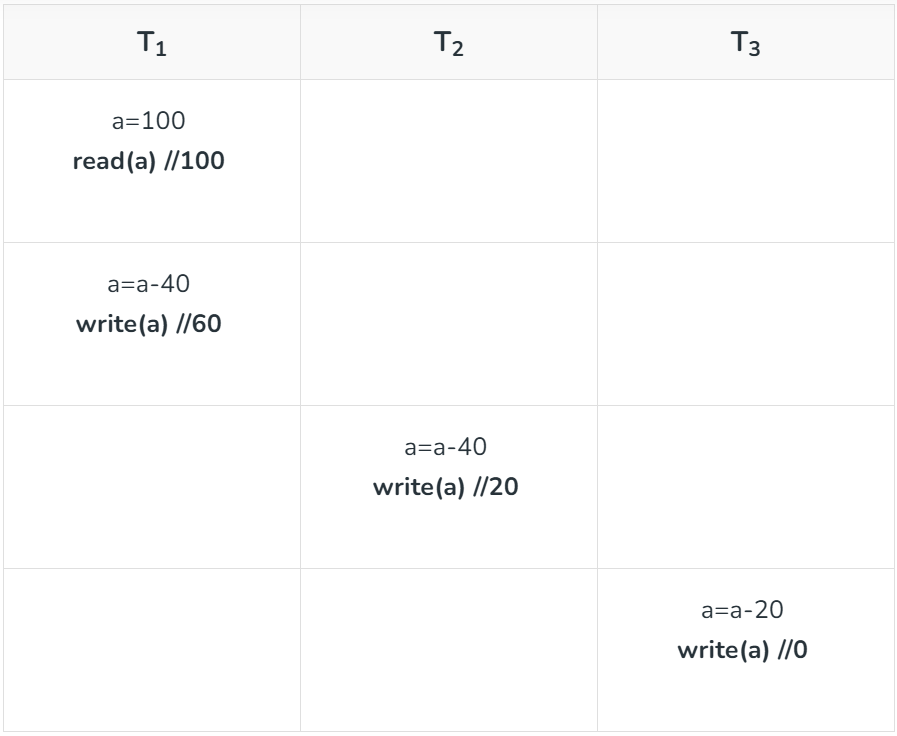 T₁ T₂ T₃
a=100
read(a) //100
a=a-40
write(a) //60
a=a-40
write(a) //20
a=a-20
write(a) //0